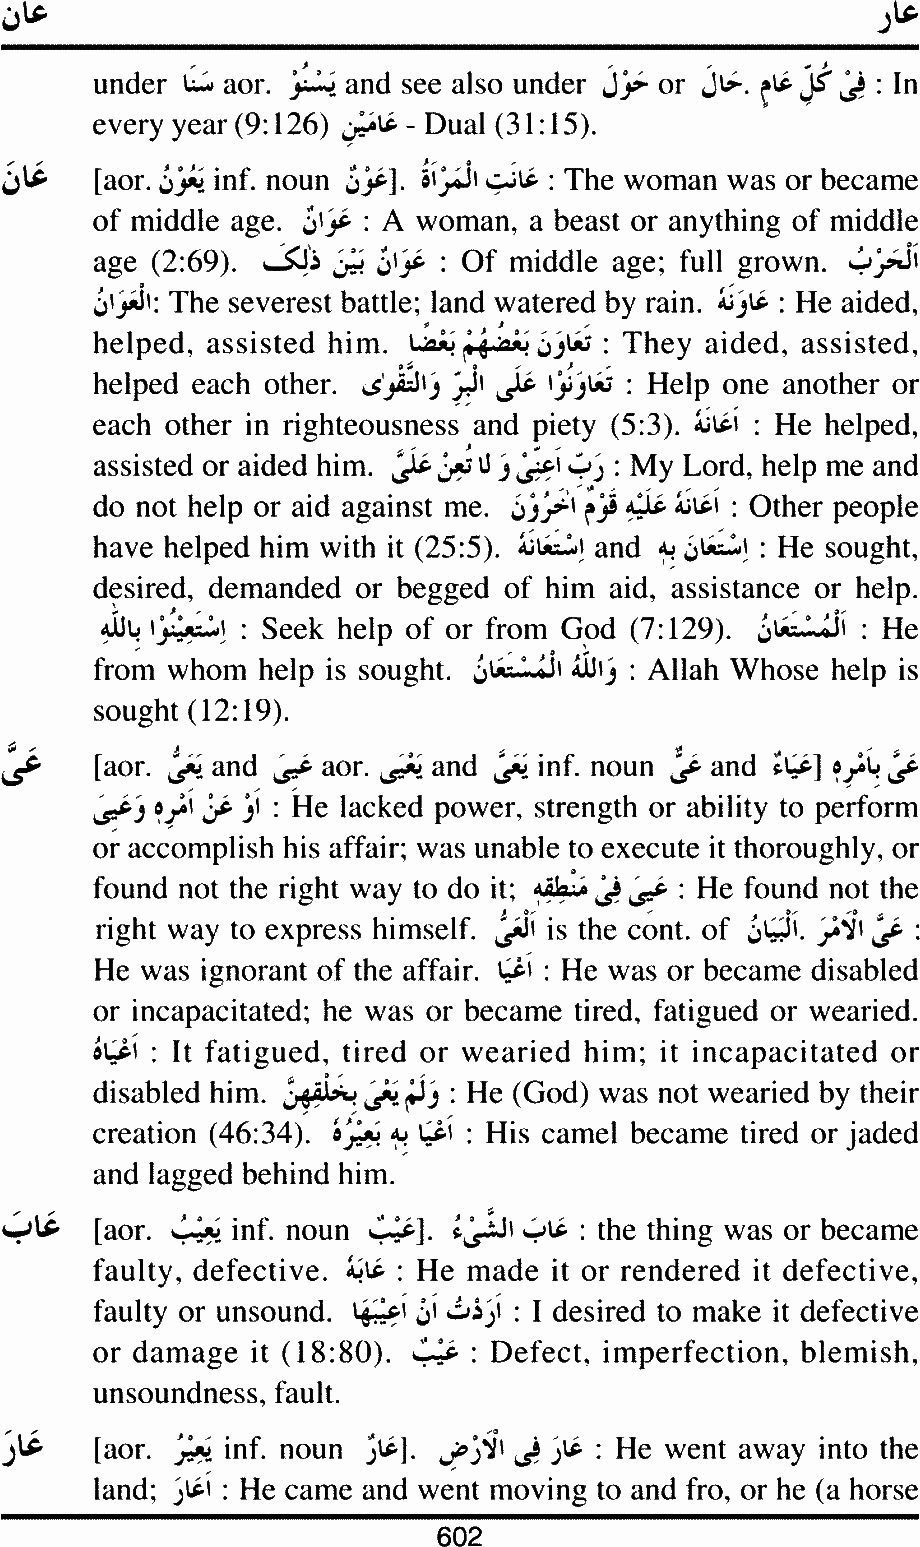 عان عار
under سَنَا aor. يَسْنُوْ and see also under حَوْل or حَالَ. فِیْ كُلِّ عَامٍ : In
every year (9:126) عَامَيْنِ - Dual (31:15).
عَانَ [aor. يَعُوْنُ inf. noun عَوْنٌ]. عَانَتِ الْمَرْاَةُ : The woman was or became
of middle age. عَوَانٌ : A woman, a beast or anything of middle
age (2:69). عَوَانٌ بَيْنَ ذٰلِكَ : Of middle age; full grown. اَلْحَرْبُ
الْعَوَانُ: The severest battle; land watered by rain. عَاوَنَهٗ : He aided,
helped, assisted him. تَعَاوَنَ بَعْضُهُمْ بَعْضًا : They aided, assisted,
helped each other. تَعَاوَنُوْا عَلَى الْبِرِّ وَالتَّقْوٰى : Help one another or
each other in righteousness and piety (5:3). اَعَانَهٗ : He helped,
assisted or aided him. رَبِّ اَعِنِّیْ وَ لَا تُعِنْ عَلَیَّ : My Lord, help me and
do not help or aid against me. اَعَانَهٗ عَلَيْهِ قَوْمٌ اٰخَرُوْنَ : Other people
have helped him with it (25:5). اِسْتَعَانَهٗ and اِسْتَعَانَ بِهٖ : He sought,
desired, demanded or begged of him aid, assistance or help.
اِسْتَعِيْنُوْا بِاللّٰهِ : Seek help of or from God (7:129). اَلْمُسْتَعَانُ : He
from whom help is sought. وَاللّٰهُ الْمُسْتَعَانُ : Allah Whose help is
sought (12:19).
عَیَّ [aor. يَعَیُّ and عَيِیَ aor. يَعْيَی and يَعَیَّ inf. noun عَیٌّ and عَيَاءٌ] عَیَّ بِاَمْرِهٖ
وَعَيِیَ اَوْ عَنْ اَمْرِهٖ : He lacked power, strength or ability to perform
or accomplish his affair; was unable to execute it thoroughly, or
found not the right way to do it; عَيِیَ فِیْ مَنْطِقِهٖ : He found not the
right way to express himself. اَلْعَیُّ is the cont. of اَلْبَيَانُ. عَیَّ الْاَمْرَ :
He was ignorant of the affair. اَعْيَا : He was or became disabled
or incapacitated; he was or became tired, fatigued or wearied.
اَعْيَاهُ : It fatigued, tired or wearied him; it incapacitated or
disabled him. وَلَمْ يَعْیَ بِخَلْقِهِنَّ : He (God) was not wearied by their
creation (46:34). اَعْيَا بِهٖ بَعِيْرُهٗ : His camel became tired or jaded
and lagged behind him.
عَابَ [aor. يَعِيْبُ inf. noun عَيْبٌ]. عَابَ الشَّیْءُ : the thing was or became
faulty, defective. عَابَهٗ : He made it or rendered it defective,
faulty or unsound. اَرَدْتُّ اَنْ اَعِيْبَهَا : I desired to make it defective
or damage it (18:80). عَيْبٌ : Defect, imperfection, blemish,
unsoundness, fault.
عَارَ [aor. يَعِيْرُ inf. noun عَارٌ]. عَارَ فِی الْاَرْضِ : He went away into the
land; اَعَارَ : He came and went moving to and fro, or he (a horse
602